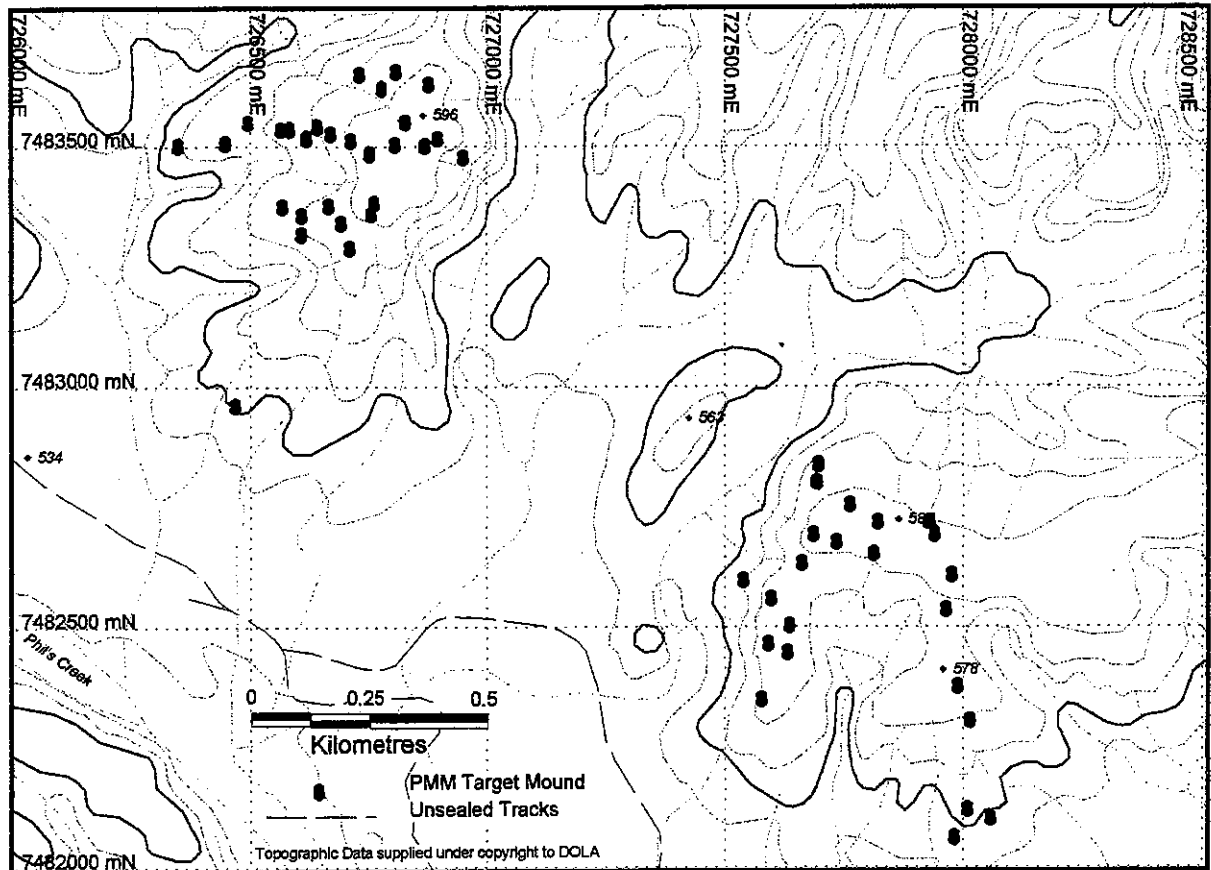 726000 mE
726500 mE
727000 mE
727500 mE
728000 mE
728500 mE
596
7483500 mN
7483000 mN
563
534
578
7482500 mN
Phil's Creek
0 0.25 0.5
Kilometres
PMM Target Mound
Unsealed Tracks
Topographic Data supplied under copyright to DOLA
7482000 mN